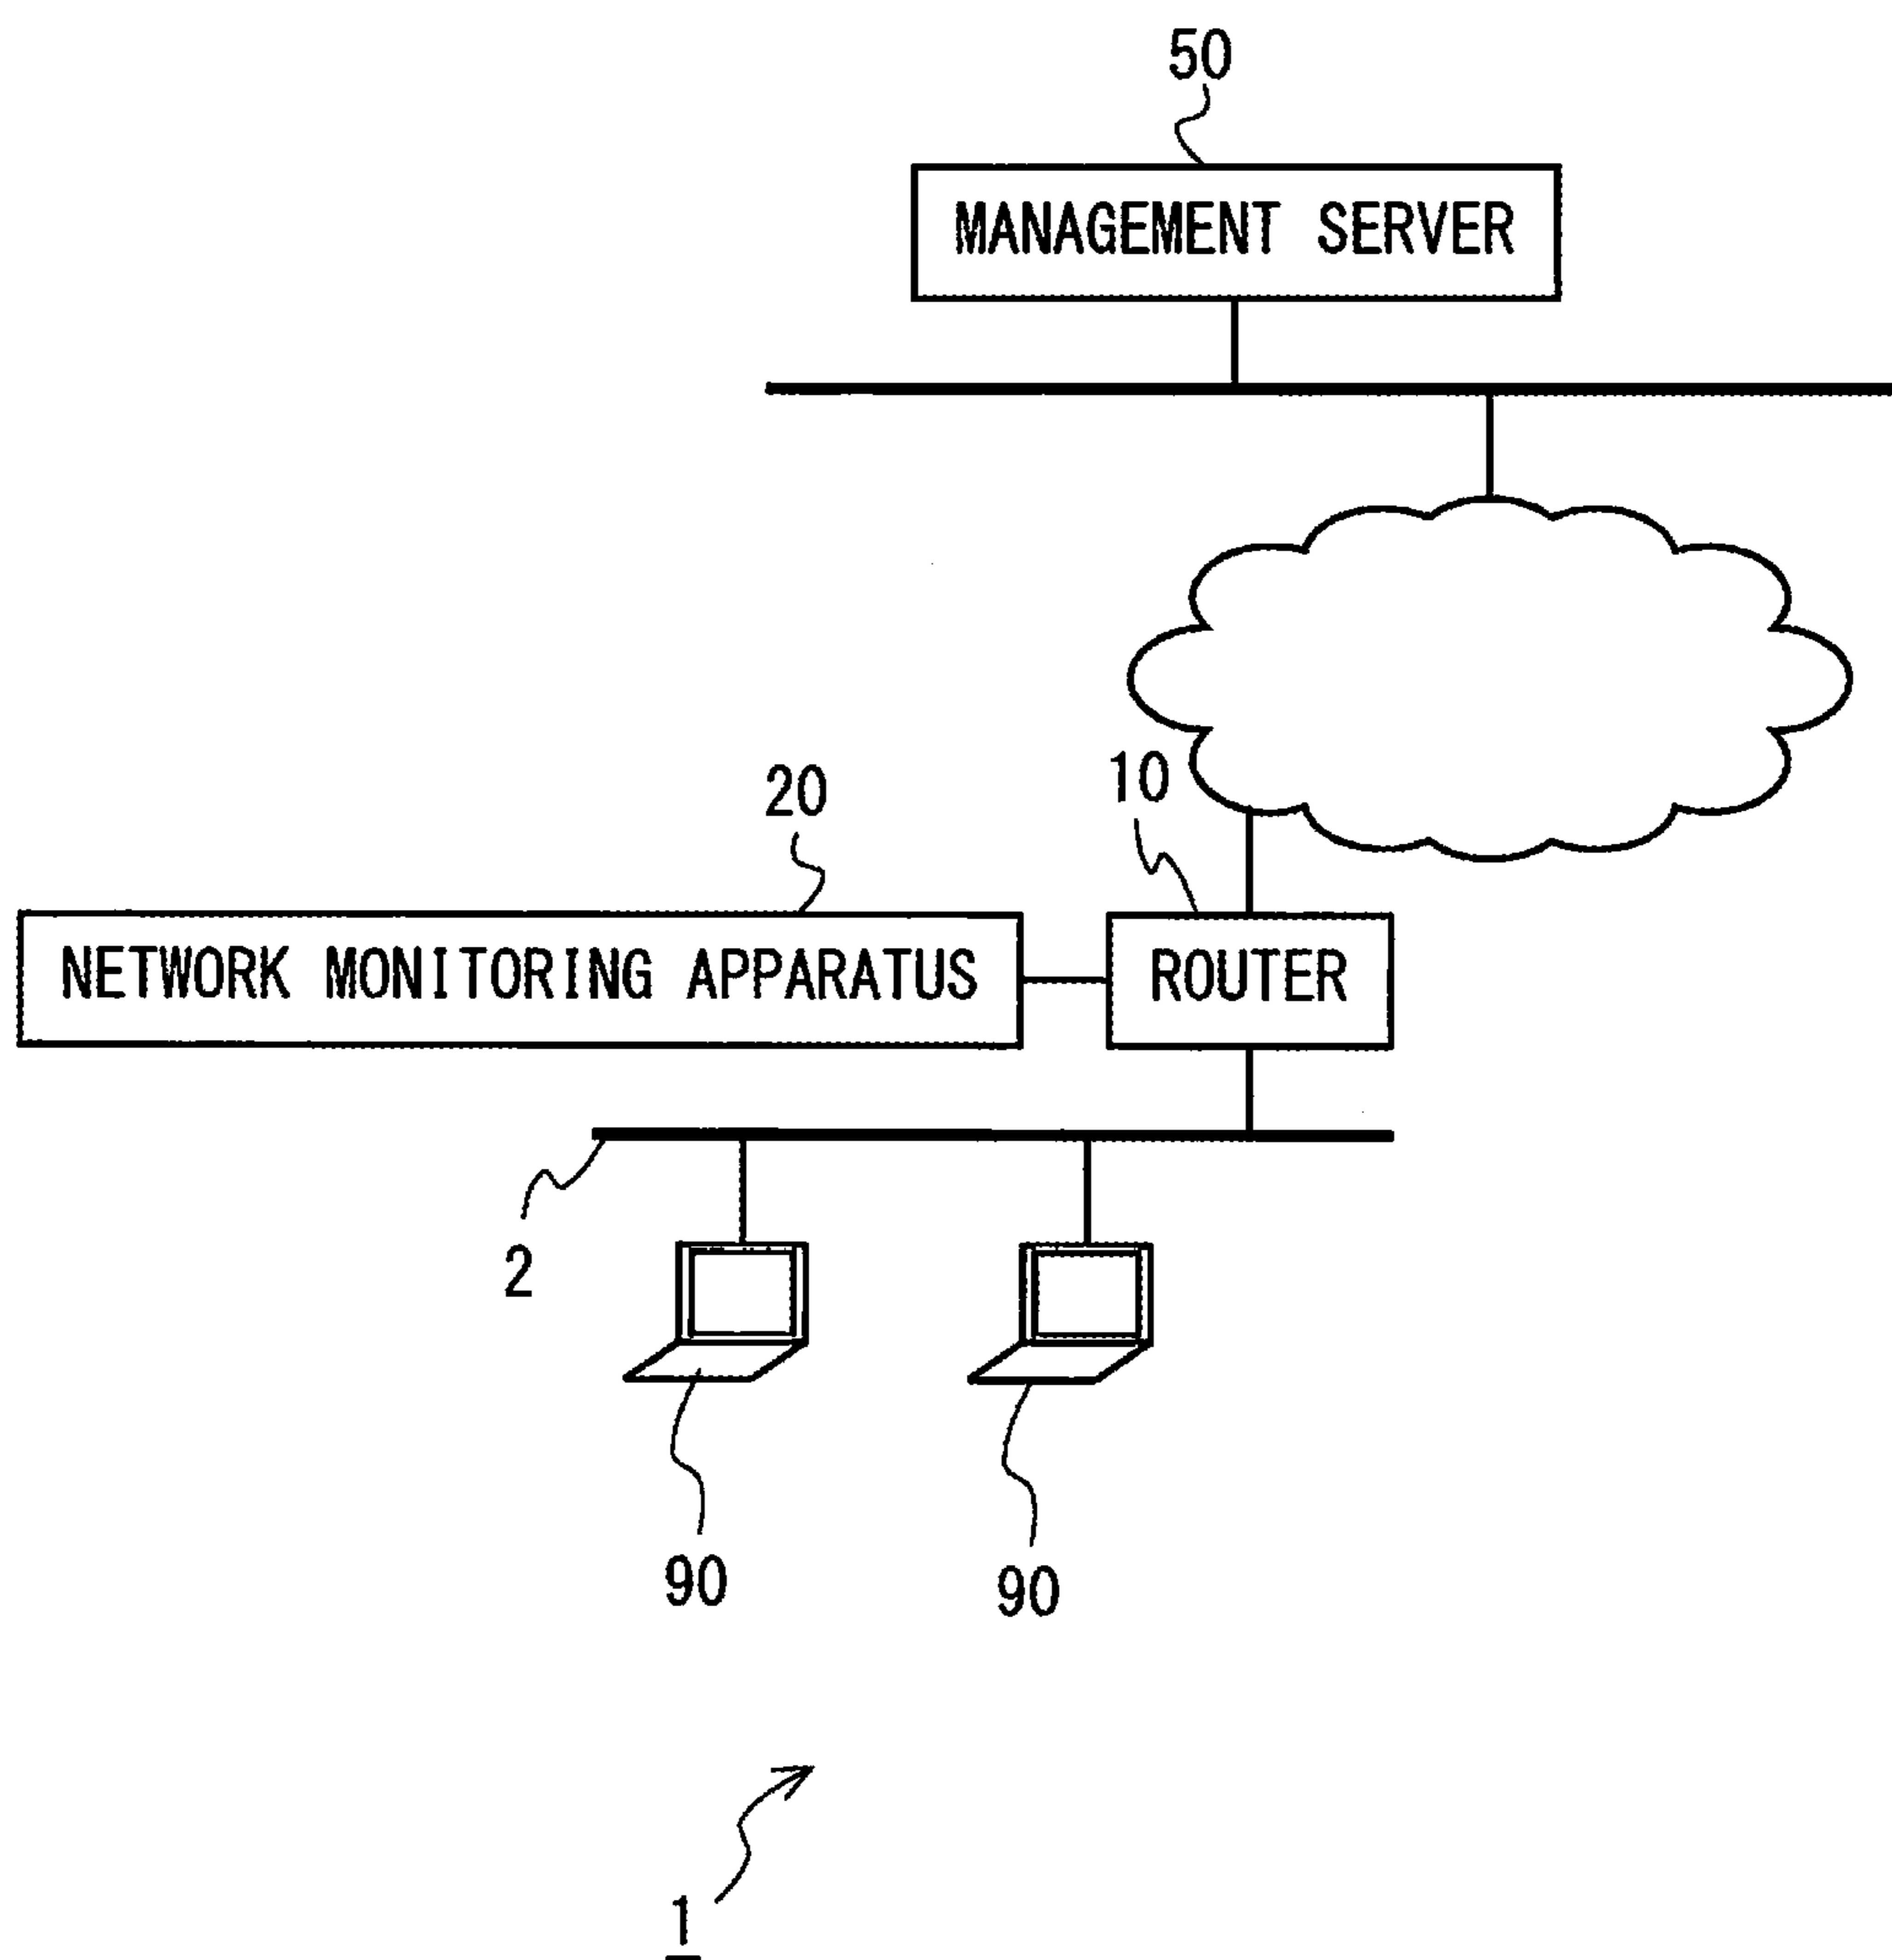 50
MANAGEMENT SERVER
10
20
NETWORK MONITORING APPARATUS
ROUTER
2
90
90
1